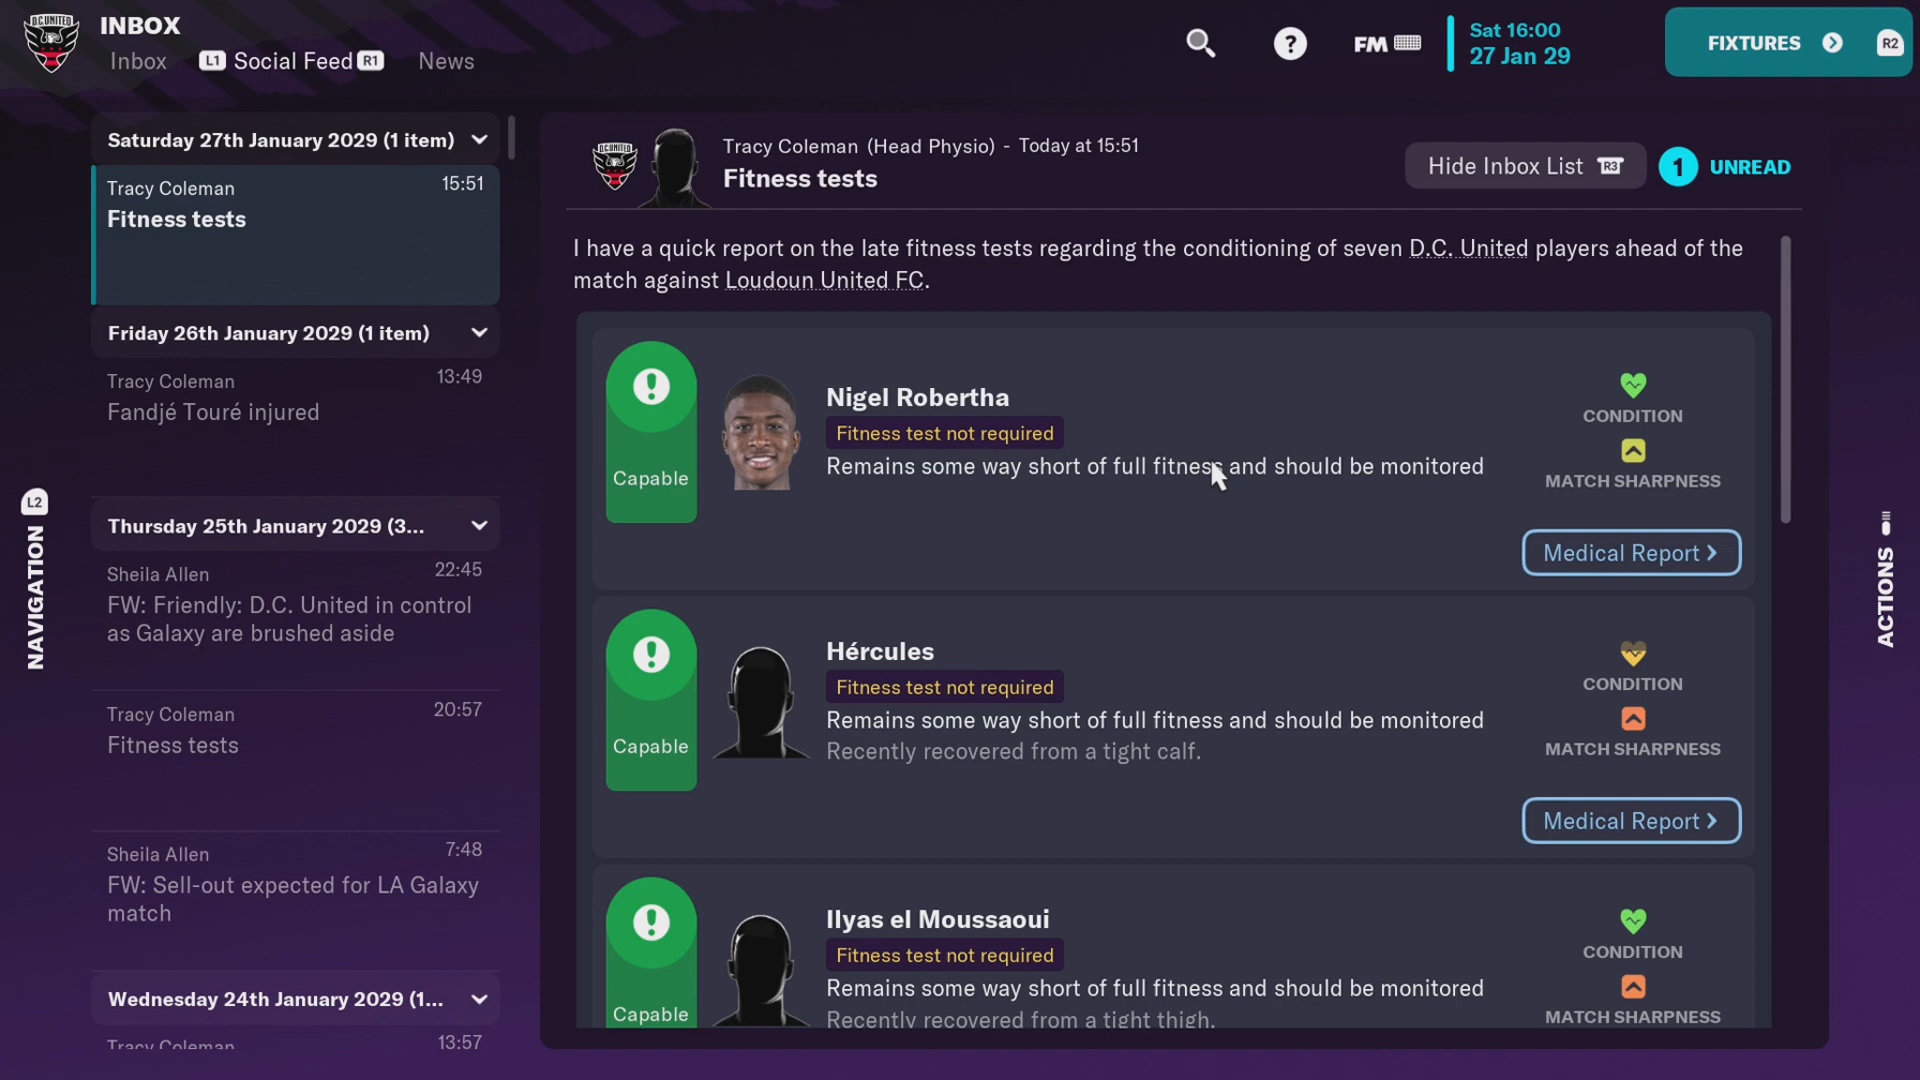 D.C.UNITED
INBOX
Inbox
L1
Social Feed
R1
News
?
FM
Sat 16:00
27 Jan 29
FIXTURES
R2
L2
NAVIGATION
Saturday 27th January 2029 (1 item)
Tracy Coleman
15:51
Fitness tests
Friday 26th January 2029 (1 item)
Tracy Coleman
13:49
Fandjé Touré injured
Thursday 25th January 2029 (3...
Sheila Allen
22:45
FW: Friendly: D.C. United in control
as Galaxy are brushed aside
Tracy Coleman
20:57
Fitness tests
Sheila Allen
7:48
FW: Sell-out expected for LA Galaxy
match
Wednesday 24th January 2029 (1...
Tracy Coleman
13:57
D.C.UNITED
Tracy Coleman (Head Physio) - Today at 15:51
Fitness tests
Hide Inbox List
R3
1
UNREAD
I have a quick report on the late fitness tests regarding the conditioning of seven D.C. United players ahead of the
match against Loudoun United FC.
Capable
Nigel Robertha
Fitness test not required
Remains some way short of full fitness and should be monitored
CONDITION
MATCH SHARPNESS
Medical Report
Capable
Hércules
Fitness test not required
Remains some way short of full fitness and should be monitored
Recently recovered from a tight calf.
CONDITION
MATCH SHARPNESS
Medical Report
Capable
Ilyas el Moussaoui
Fitness test not required
Remains some way short of full fitness and should be monitored
Recently recovered from a tight thigh.
CONDITION
MATCH SHARPNESS
ACTIONS